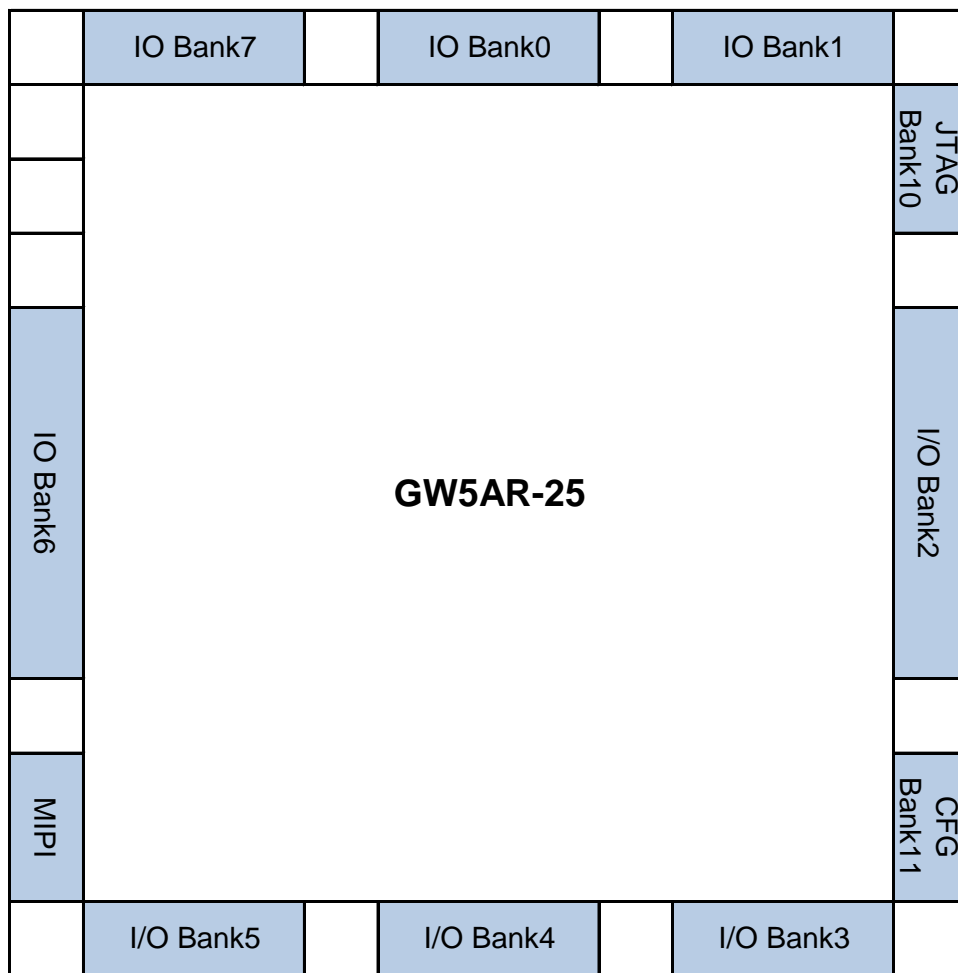 IO Bank7
IO Bank0
IO Bank1
JTAG
Bank10
IO Bank6
GW5AR-25
I/O Bank2
MIPI
CFG
Bank11
I/O Bank5
I/O Bank4
I/O Bank3